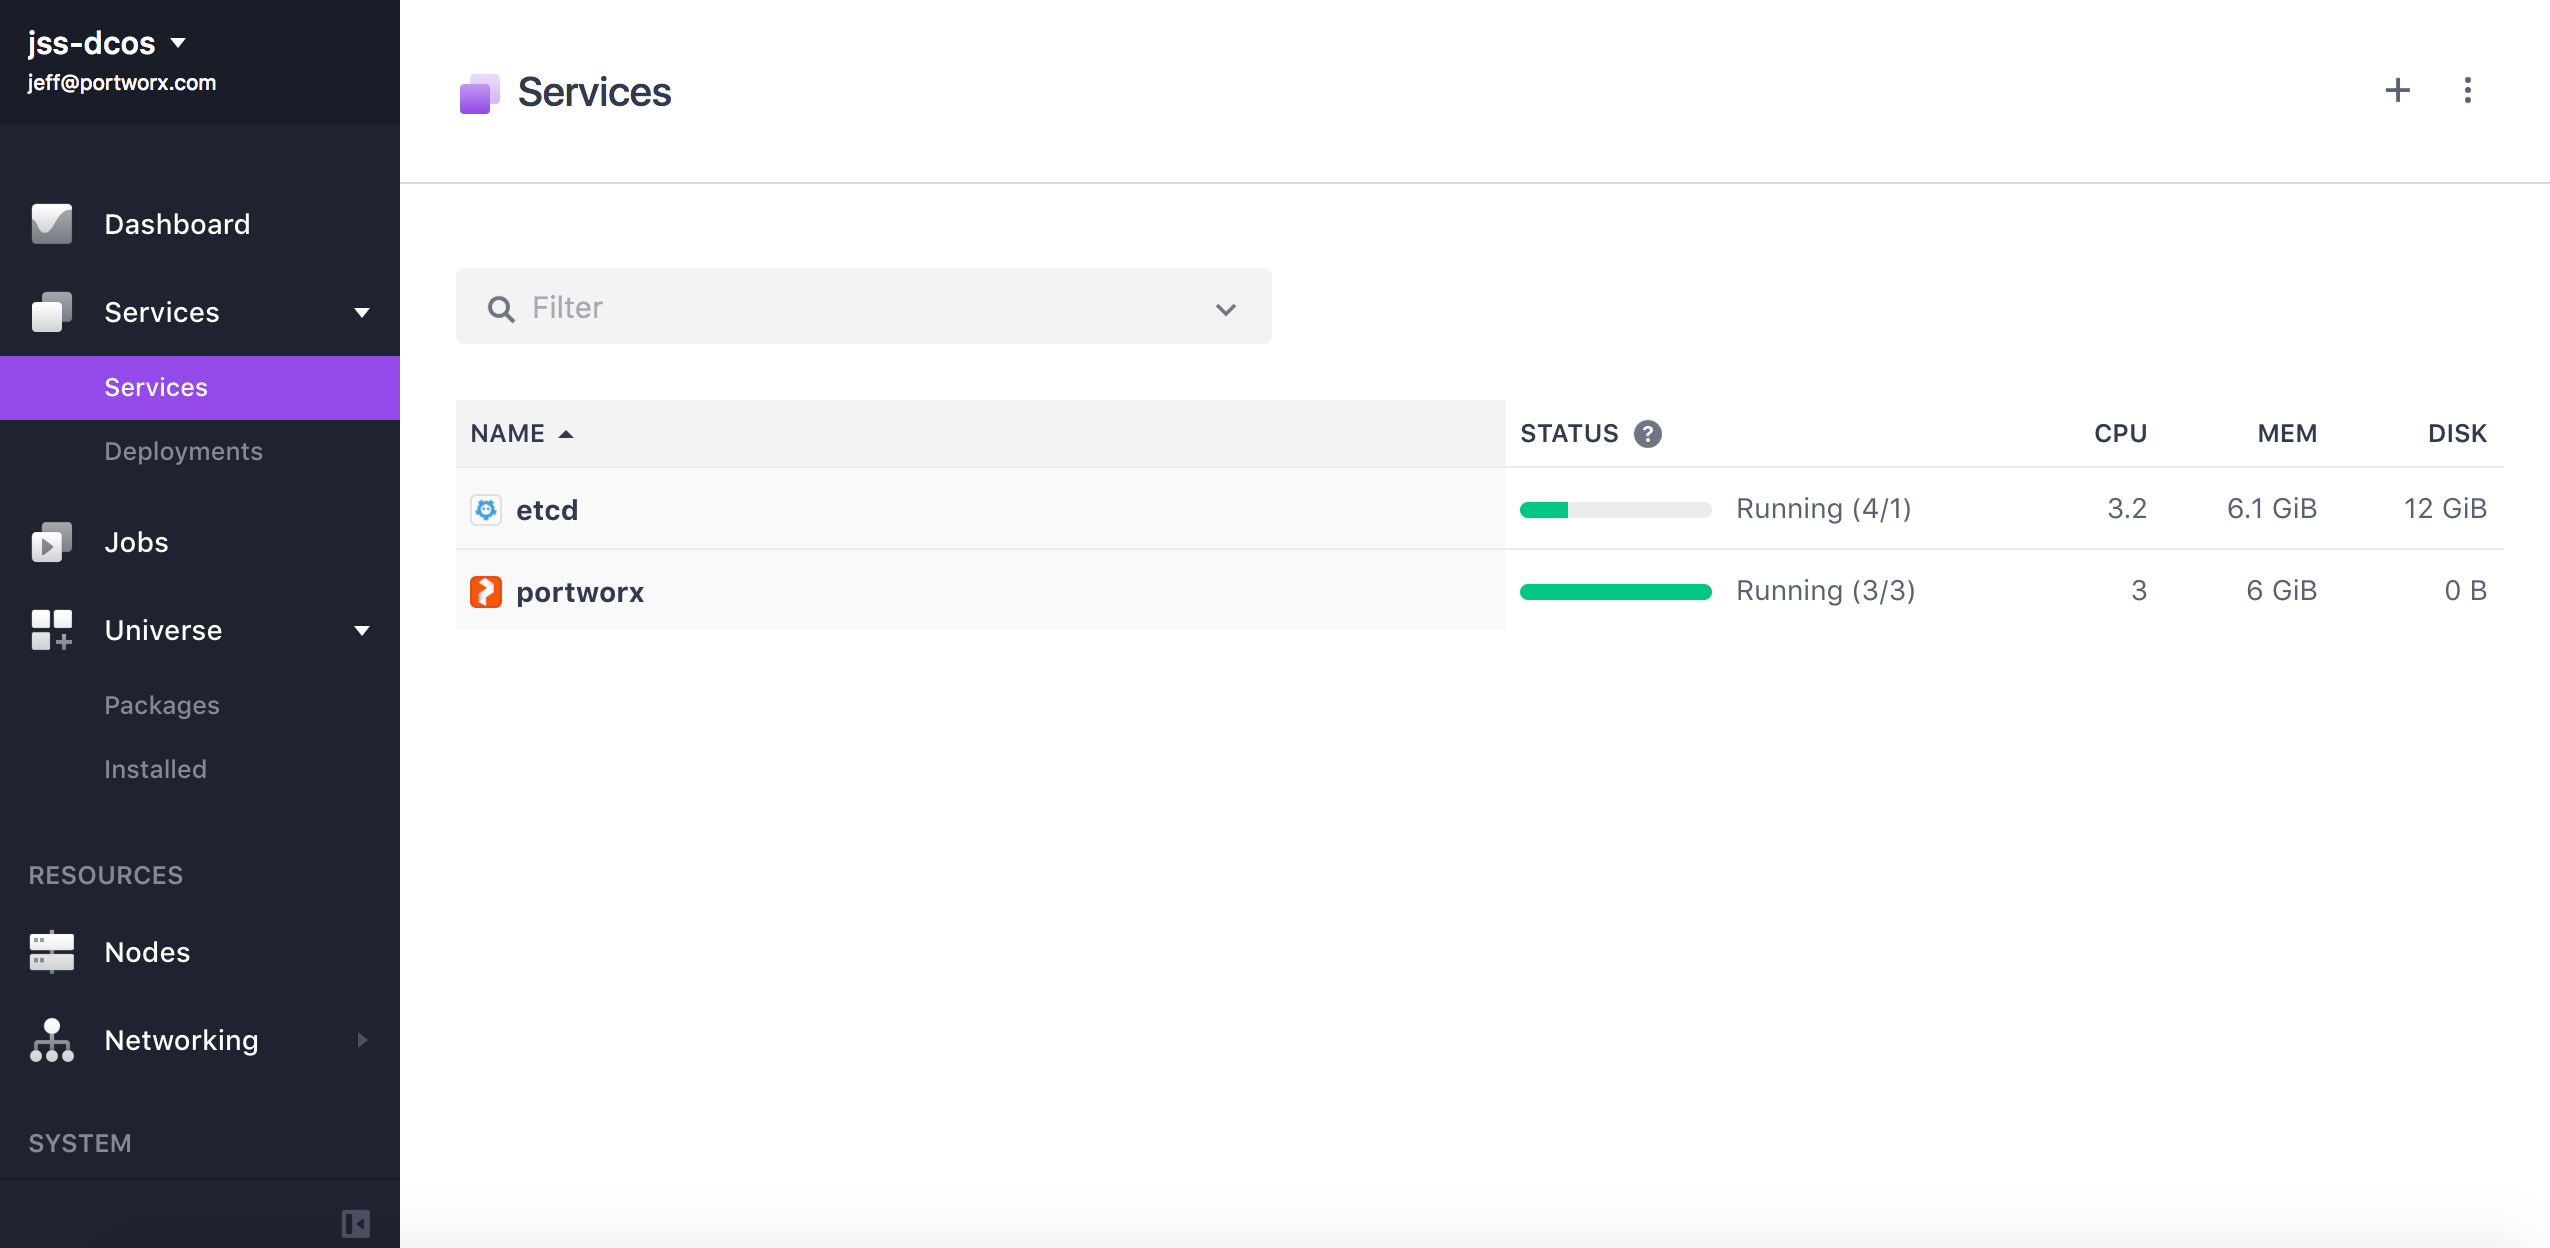 jss-dcos
jeff@portworx.com
Dashboard
Services
Services
Deployments
Jobs
Universe
Packages
Installed
RESOURCES
Nodes
Networking
SYSTEM
Services
Filter
NAME STATUS ? CPU MEM DISK
etcd Running (4/1) 3.2 6.1 GiB 12 GiB
portworx Running (3/3) 3 6 GiB 0 B